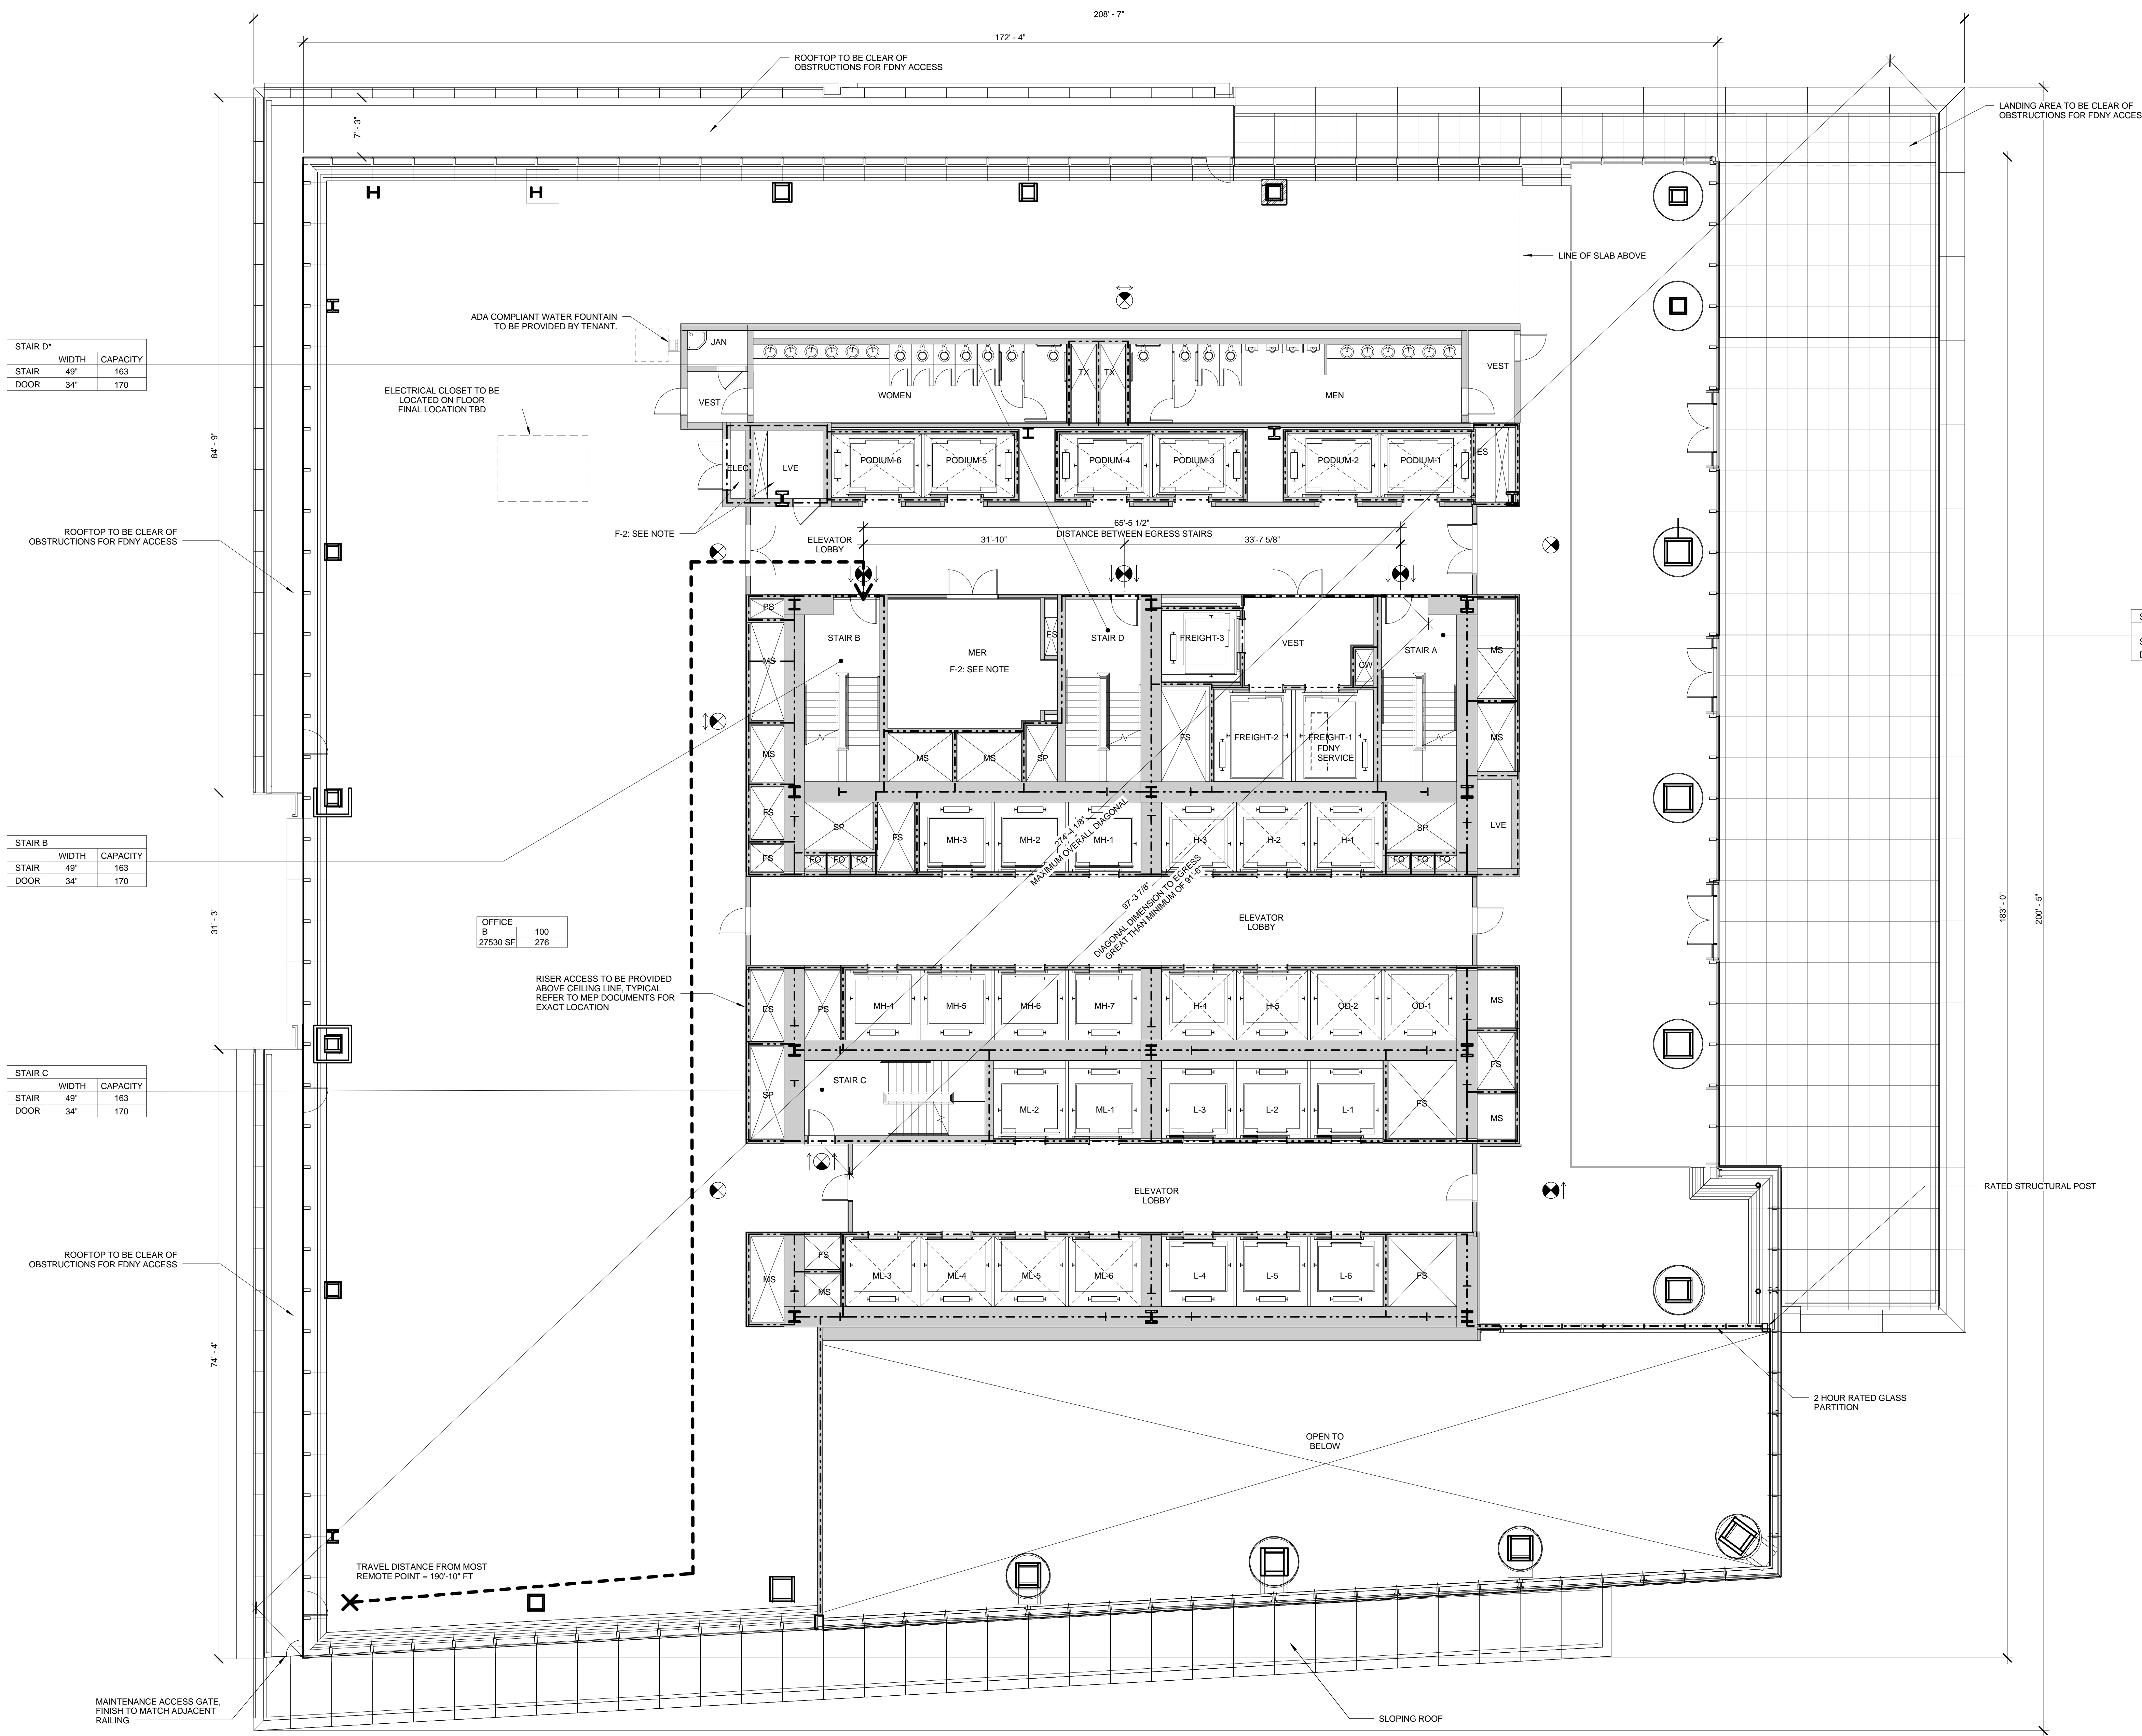 208' - 7"
172' - 4"
ROOFTOP TO BE CLEAR OF
OBSTRUCTIONS FOR FDNY ACCESS
LANDING AREA TO BE CLEAR OF
OBSTRUCTIONS FOR FDNY ACCES
7' - 3"
LINE OF SLAB ABOVE
ADA COMPLIANT WATER FOUNTAIN
TO BE PROVIDED BY TENANT.
JAN
STAIR D*
WIDTH CAPACITY
STAIR 49" 163
DOOR 34" 170
VEST
TX TX
ELECTRICAL CLOSET TO BE
LOCATED ON FLOOR
FINAL LOCATION TBD
VEST
WOMEN
MEN
84' - 9"
ELEC
LVE
PODIUM-6
PODIUM-5
PODIUM-4
PODIUM-3
PODIUM-2
PODIUM-1
ES
ROOFTOP TO BE CLEAR OF
OBSTRUCTIONS FOR FDNY ACCESS
F-2: SEE NOTE
65'-5 1/2"
DISTANCE BETWEEN EGRESS STAIRS
ELEVATOR
LOBBY
31'-10"
33'-7 5/8"
PS
STAIR B
ES
STAIR D
FREIGHT-3
VEST
STAIR A
S
S
D
MER
F-2: SEE NOTE
MS
CW
MS
MS
MS
MS
SP
FS
FREIGHT-2
FREIGHT-1
FDNY
SERVICE
MS
FS
SP
FS
MH-3
MH-2
MH-1
H-3
H-2
H-1
SP
LVE
FS
FO FO FO
FO FO FO
274'-4 1/8"
MAXIMUM OVERALL DIAGONAL
97'-3 7/8"
DIAGONAL DIMENSION TO EGRESS
GREAT THAN MINIMUM OF 91'-6"
STAIR B
WIDTH CAPACITY
STAIR 49" 163
DOOR 34" 170
31' - 3"
183' - 0"
200' - 5"
OFFICE
B 100
27530 SF 276
ELEVATOR
LOBBY
RISER ACCESS TO BE PROVIDED
ABOVE CEILING LINE, TYPICAL
REFER TO MEP DOCUMENTS FOR
EXACT LOCATION
ES
PS
MH-4
MH-5
MH-6
MH-7
H-4
H-5
OD-2
OD-1
MS
FS
STAIR C
WIDTH CAPACITY
STAIR 49" 163
DOOR 34" 170
SP
STAIR C
ML-2
ML-1
L-3
L-2
L-1
FS
MS
ELEVATOR
LOBBY
RATED STRUCTURAL POST
ROOFTOP TO BE CLEAR OF
OBSTRUCTIONS FOR FDNY ACCESS
MS
FS
MS
ML-3
ML-4
ML-5
ML-6
L-4
L-5
L-6
FS
74' - 4"
2 HOUR RATED GLASS
PARTITION
OPEN TO
BELOW
TRAVEL DISTANCE FROM MOST
REMOTE POINT = 190'-10" FT
MAINTENANCE ACCESS GATE,
FINISH TO MATCH ADJACENT
RAILING
SLOPING ROOF